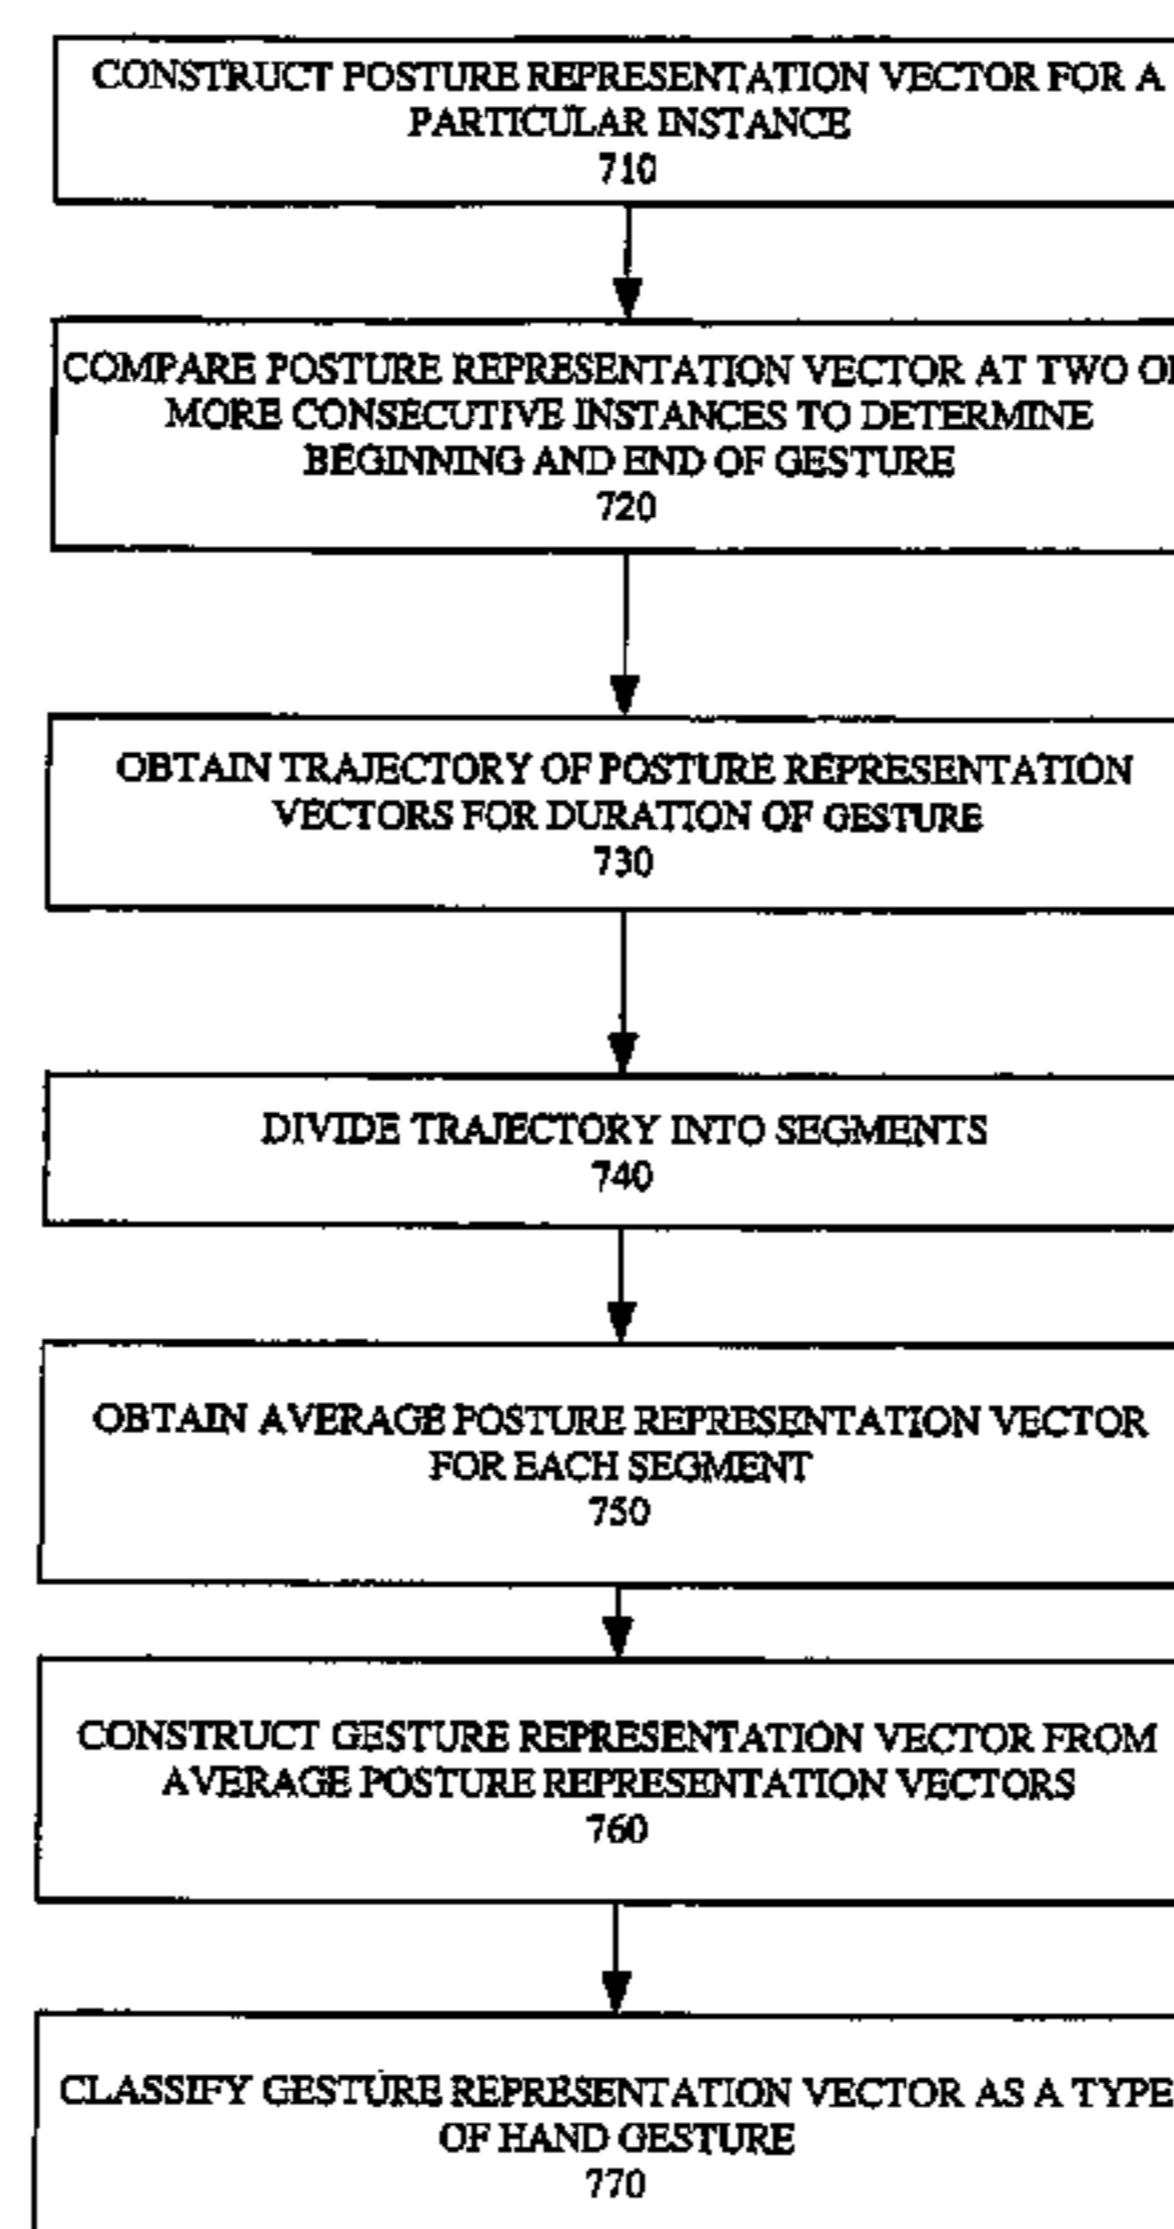 CONSTRUCT POSTURE REPRESENTATION VECTOR FOR A
PARTICULAR INSTANCE
710
COMPARE POSTURE REPRESENTATION VECTOR AT TWO
MORE CONSECUTIVE INSTANCES TO DETERMINE
BEGINNING AND END OF GESTURE
720
OBTAIN TRAJECTORY OF POSTURE REPRESENTATION
VECTORS FOR DURATION OF GESTURE
730
DIVIDE TRAJECTORY INTO SEGMENTS
740
OBTAIN AVERAGE POSTURE REPRESENTATION VECTOR
FOR EACH SEGMENT
750
CONSTRUCT GESTURE REPRESENTATION VECTOR FROM
AVERAGE POSTURE REPRESENTATION VECTORS
760
CLASSIFY GESTURE REPRESENTATION VECTOR AS A TYPE
OF HAND GESTURE
770